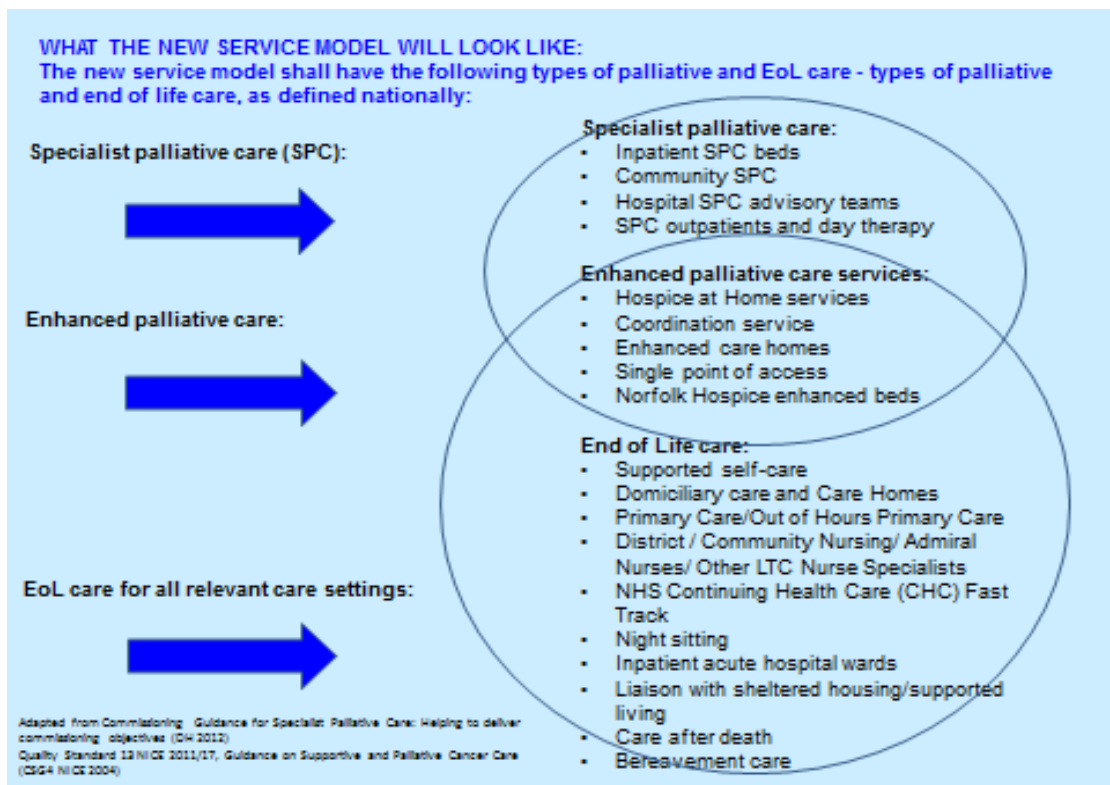 WHAT THE NEW SERVICE MODEL WILL LOOK LIKE:
The new service model shall have the following types of palliative and EoL care - types of palliative
and end of life care, as defined nationally:
Specialist palliative care (SPC):
Specialist palliative care:
▪ Inpatient SPC beds
▪ Community SPC
▪ Hospital SPC advisory teams
▪ SPC outpatients and day therapy
Enhanced palliative care:
Enhanced palliative care services:
▪ Hospice at Home services
▪ Coordination service
▪ Enhanced care homes
▪ Single point of access
▪ Norfolk Hospice enhanced beds
EoL care for all relevant care settings:
End of Life care:
▪ Supported self-care
▪ Domiciliary care and Care Homes
▪ Primary Care/Out of Hours Primary Care
▪ District / Community Nursing/ Admiral
Nurses/ Other LTC Nurse Specialists
▪ NHS Continuing Health Care (CHC) Fast
Track
▪ Night sitting
▪ Inpatient acute hospital wards
▪ Liaison with sheltered housing/supported
living
▪ Care after death
▪ Bereavement care
Adapted from Commissioning Guidance for Specialist Palliative Care: Helping to deliver
commissioning objectives (DH 2012)
Quality Standard 13 NICE 2011/17, Guidance on Supportive and Palliative Cancer Care
(CSG4 NICE 2004)